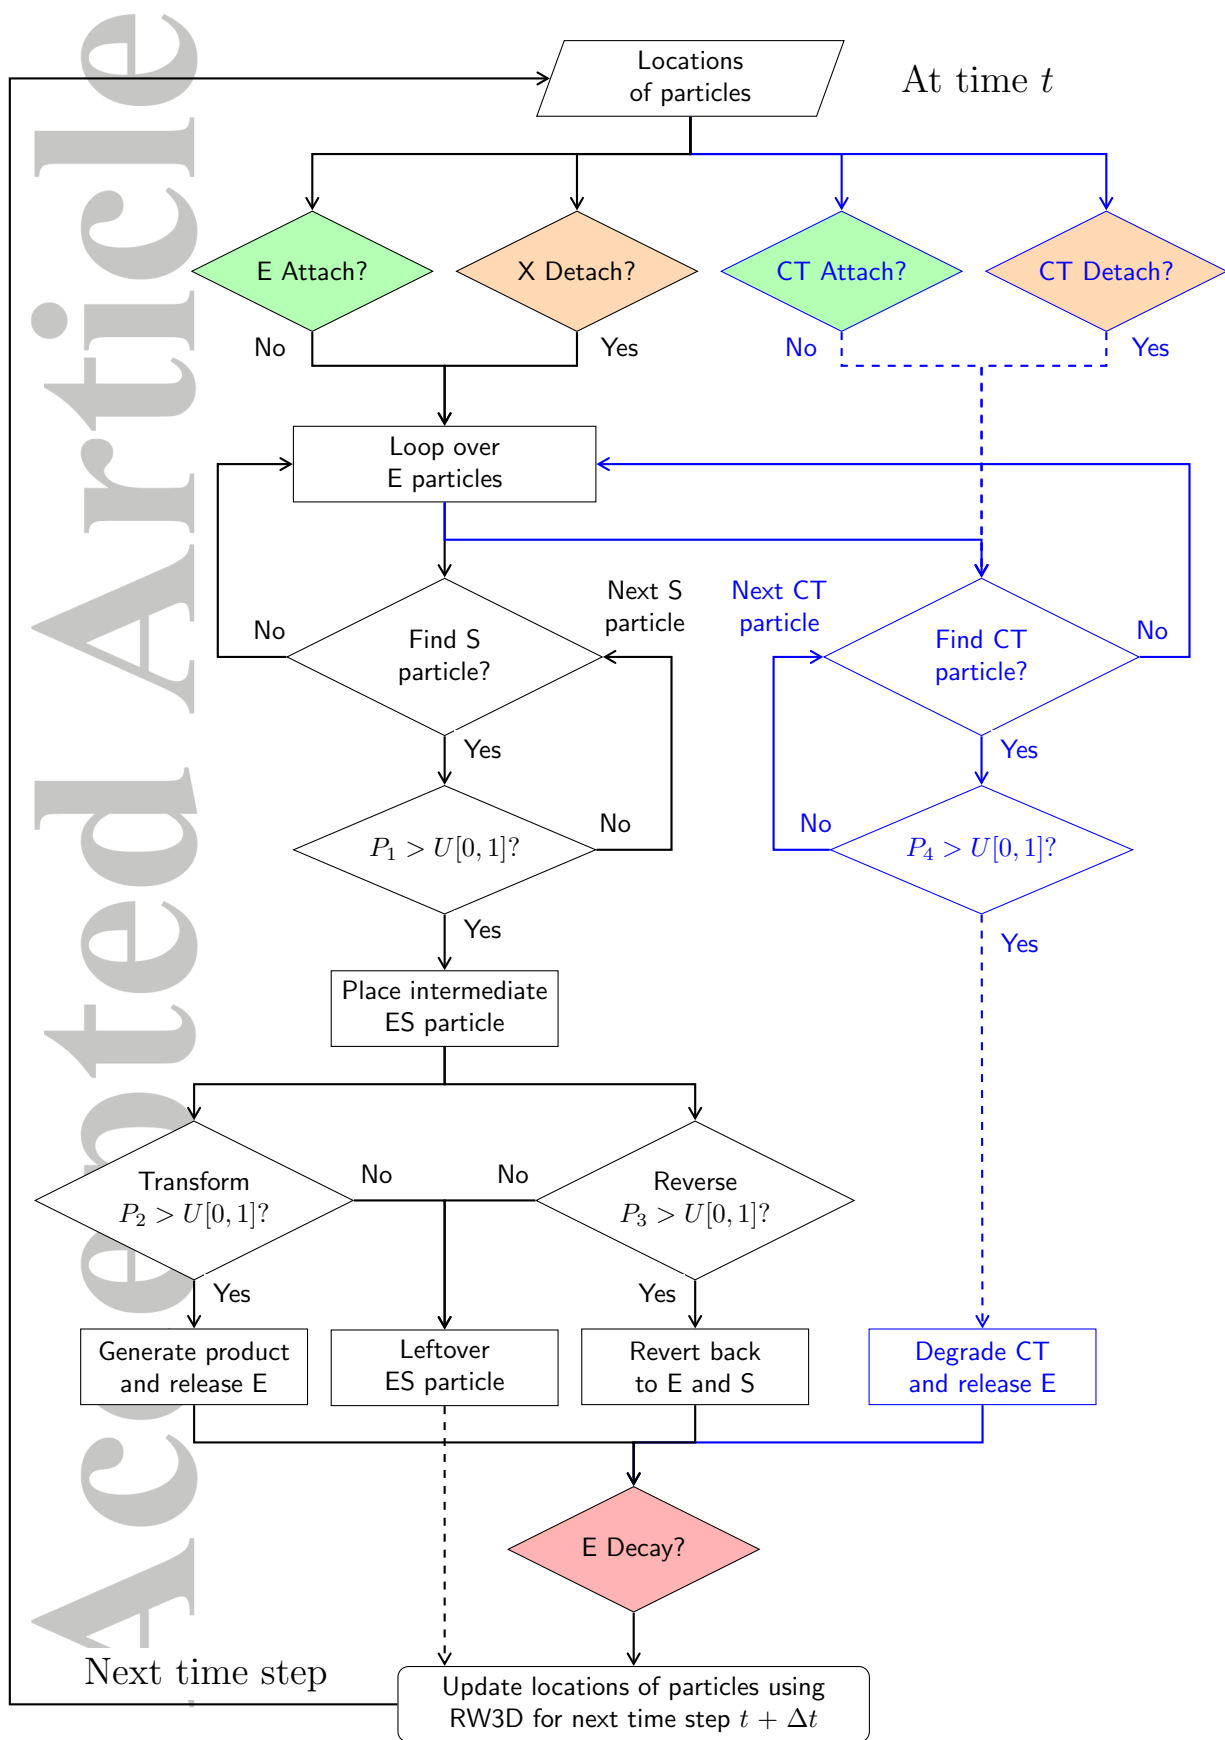 Accepted Article
Locations
of particles
At time t
E Attach?
X Detach?
CT Attach?
CT Detach?
No
Yes
No
Yes
Loop over
E particles
Next S
particle
Next CT
particle
No
Find S
particle?
Find CT
particle?
No
Yes
Yes
No
No
P₁ > U[0, 1]?
P₄ > U[0, 1]?
Yes
Yes
Place intermediate
ES particle
No
No
Transform
P₂ > U[0, 1]?
Reverse
P₃ > U[0, 1]?
Yes
Yes
Generate product
and release E
Leftover
ES particle
Revert back
to E and S
Degrade CT
and release E
E Decay?
Next time step
Update locations of particles using
RW3D for next time step t + Δt